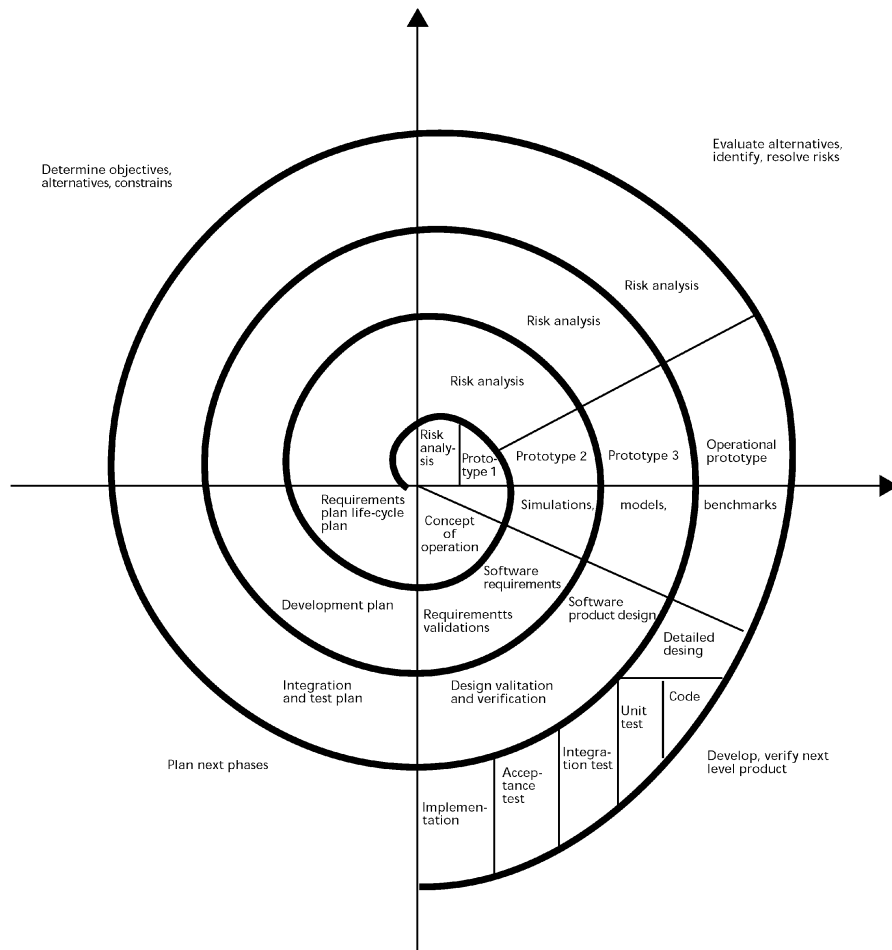 Determine objectives,
alternatives, constrains
Evaluate alternatives,
identify, resolve risks
Risk analysis
Risk analysis
Risk analysis
Risk
analy-
sis
Proto-
type 1
Prototype 2
Prototype 3
Operational
prototype
Requirements
plan life-cycle
plan
Concept
of
operation
Simulations,
models,
benchmarks
Software
requirements
Development plan
Requirementts
validations
Software
product design
Detailed
desing
Integration
and test plan
Design valitation
and verification
Unit
test
Code
Integra-
tion test
Accep-
tance
test
Implemen-
tation
Plan next phases
Develop, verify next
level product